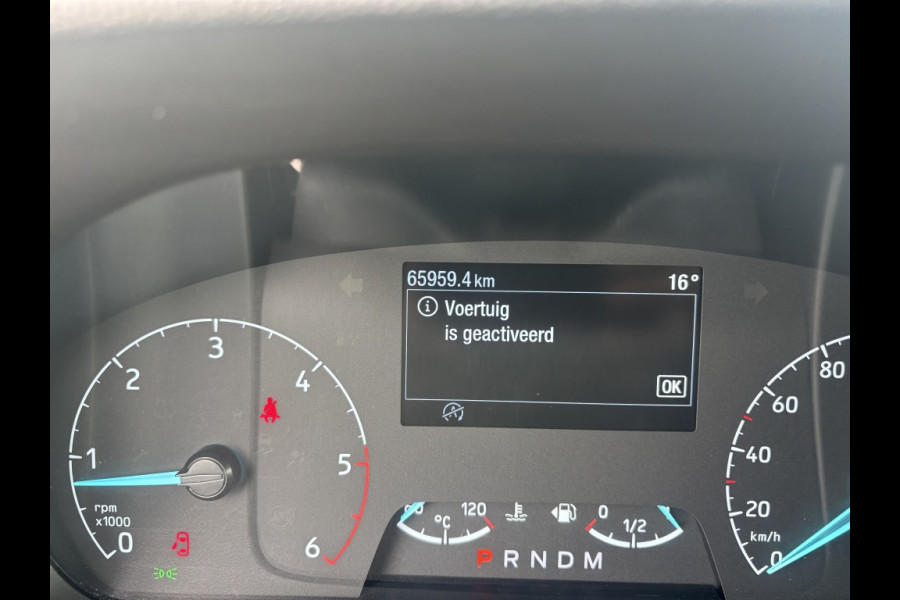 65959.4 km 16°
Voertuig
is geactiveerd
OK
0 1 2 3 4 5 6
rpm
x1000
120
°C
0 1/2
P R N D M
0 20 40 60 80
km/h